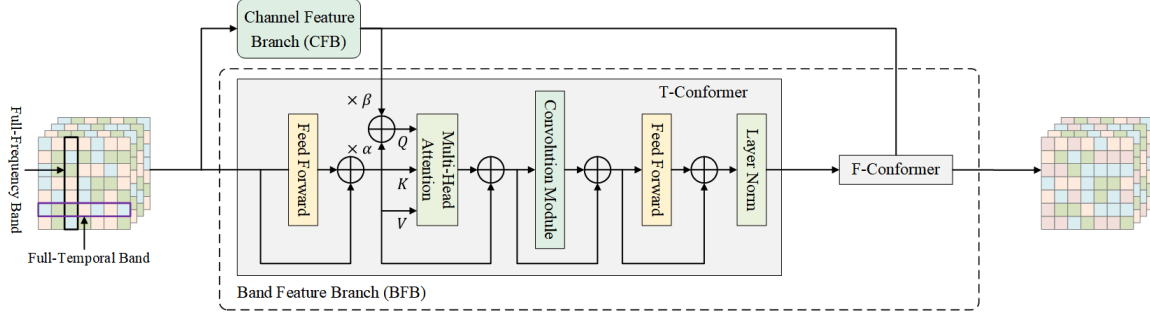 Channel Feature
Branch (CFB)
Full-Frequency Band
Full-Temporal Band
T-Conformer
× β
× α
Q
K
V
Feed Forward
Multi-Head
Attention
Convolution Module
Feed Forward
Layer Norm
F-Conformer
Band Feature Branch (BFB)